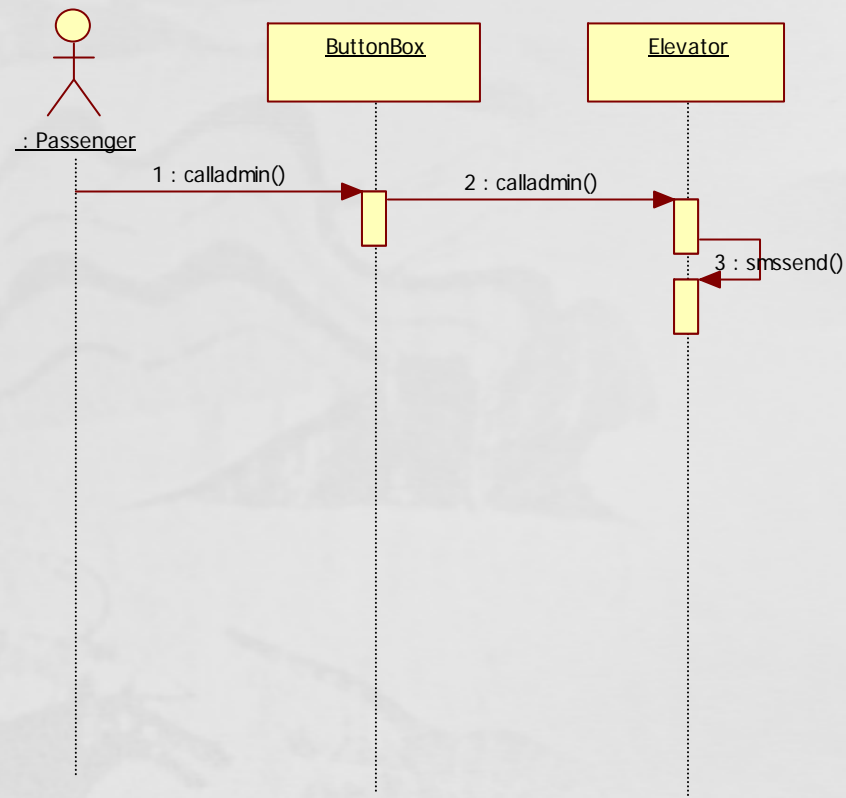 ButtonBox
Elevator
: Passenger
1 : calladmin()
2 : calladmin()
3 : smssend()